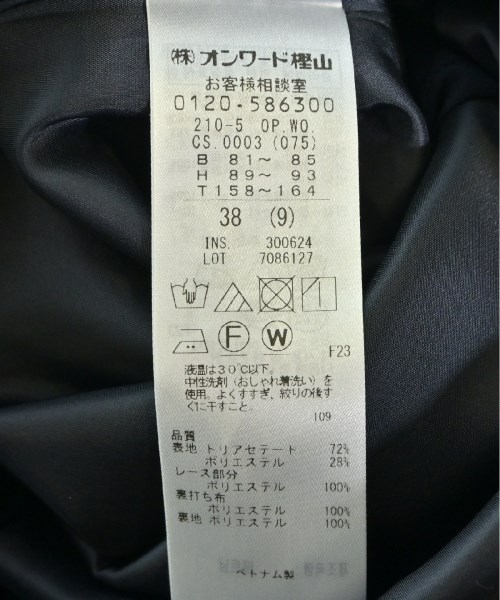 ㈱オンワード樫山
お客様相談室
0120-586300
210-5 OP.WO.
CS.0003 (075)
B 81~ 85
H 89~ 93
T 158~164
38 (9)
INS. 300624
LOT 7086127
F W
F23
液温は30℃以下。
中性洗剤(おしゃれ着洗い)を
使用。よくすすぎ、絞りの後す
ぐに干すこと。
109
品質
表地 トリアセテート 72%
ポリエステル 28%
レース部分
ポリエステル 100%
裏打ち布
ポリエステル 100%
裏地 ポリエステル 100%
ベトナム製